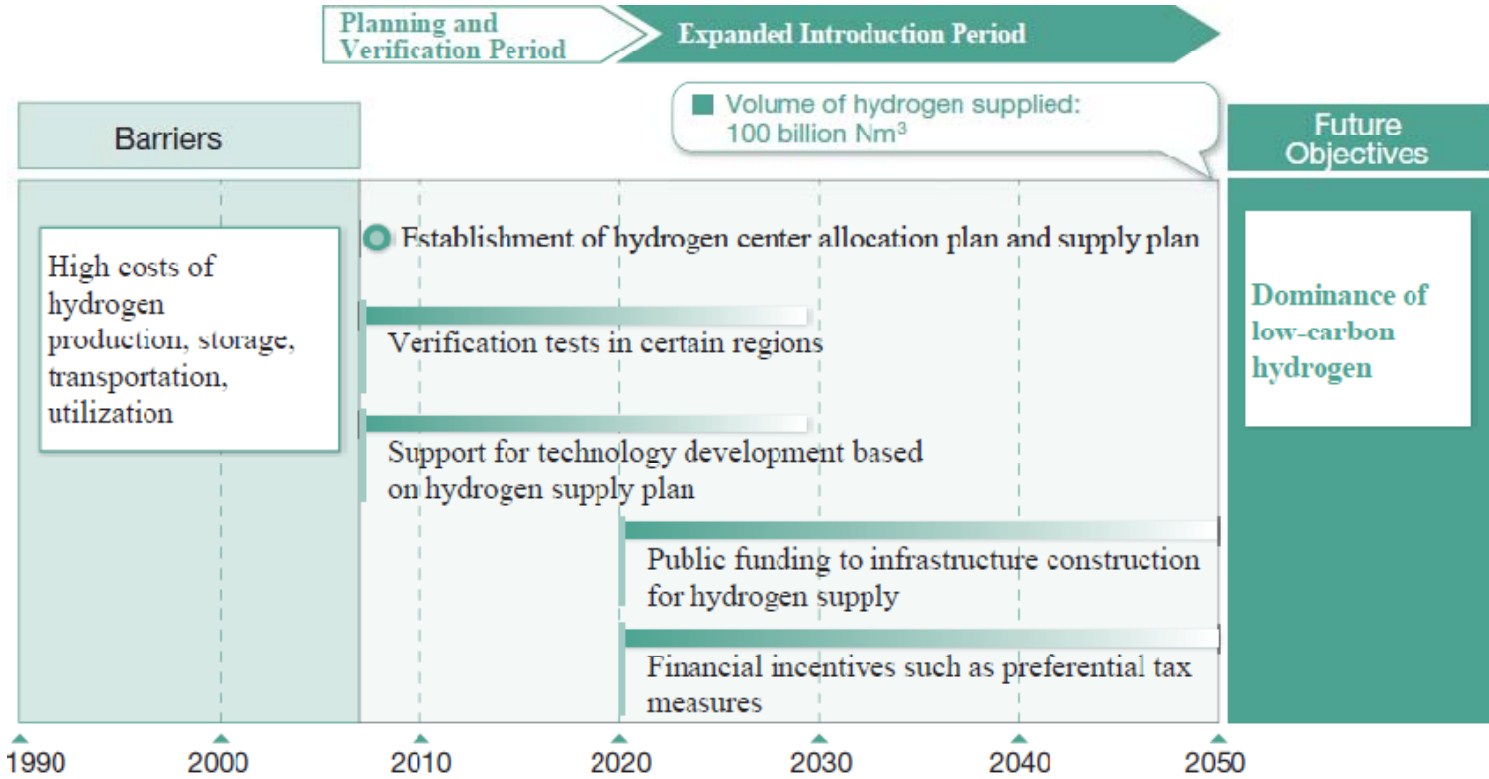 Planning and
Verification Period
Expanded Introduction Period
Volume of hydrogen supplied:
100 billion Nm³
Barriers
Future
Objectives
High costs of
hydrogen
production, storage,
transportation,
utilization
Establishment of hydrogen center allocation plan and supply plan
Verification tests in certain regions
Support for technology development based
on hydrogen supply plan
Public funding to infrastructure construction
for hydrogen supply
Financial incentives such as preferential tax
measures
Dominance of
low-carbon
hydrogen
1990 2000 2010 2020 2030 2040 2050